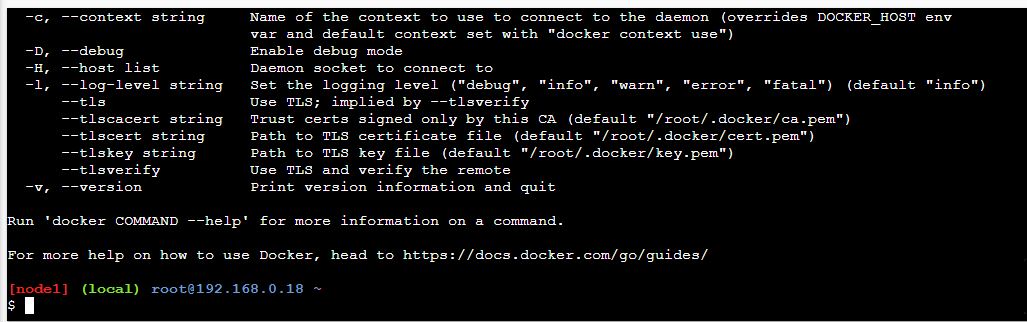 -c, --context string     Name of the context to use to connect to the daemon (overrides DOCKER_HOST env
                         var and default context set with "docker context use")
-D, --debug              Enable debug mode
-H, --host list          Daemon socket to connect to
-l, --log-level string   Set the logging level ("debug", "info", "warn", "error", "fatal") (default "info")
    --tls                Use TLS; implied by --tlsverify
    --tlscacert string   Trust certs signed only by this CA (default "/root/.docker/ca.pem")
    --tlscert string     Path to TLS certificate file (default "/root/.docker/cert.pem")
    --tlskey string      Path to TLS key file (default "/root/.docker/key.pem")
    --tlsverify          Use TLS and verify the remote
-v, --version            Print version information and quit
Run 'docker COMMAND --help' for more information on a command.
For more help on how to use Docker, head to https://docs.docker.com/go/guides/
[node1] (local) root@192.168.0.18 ~
$